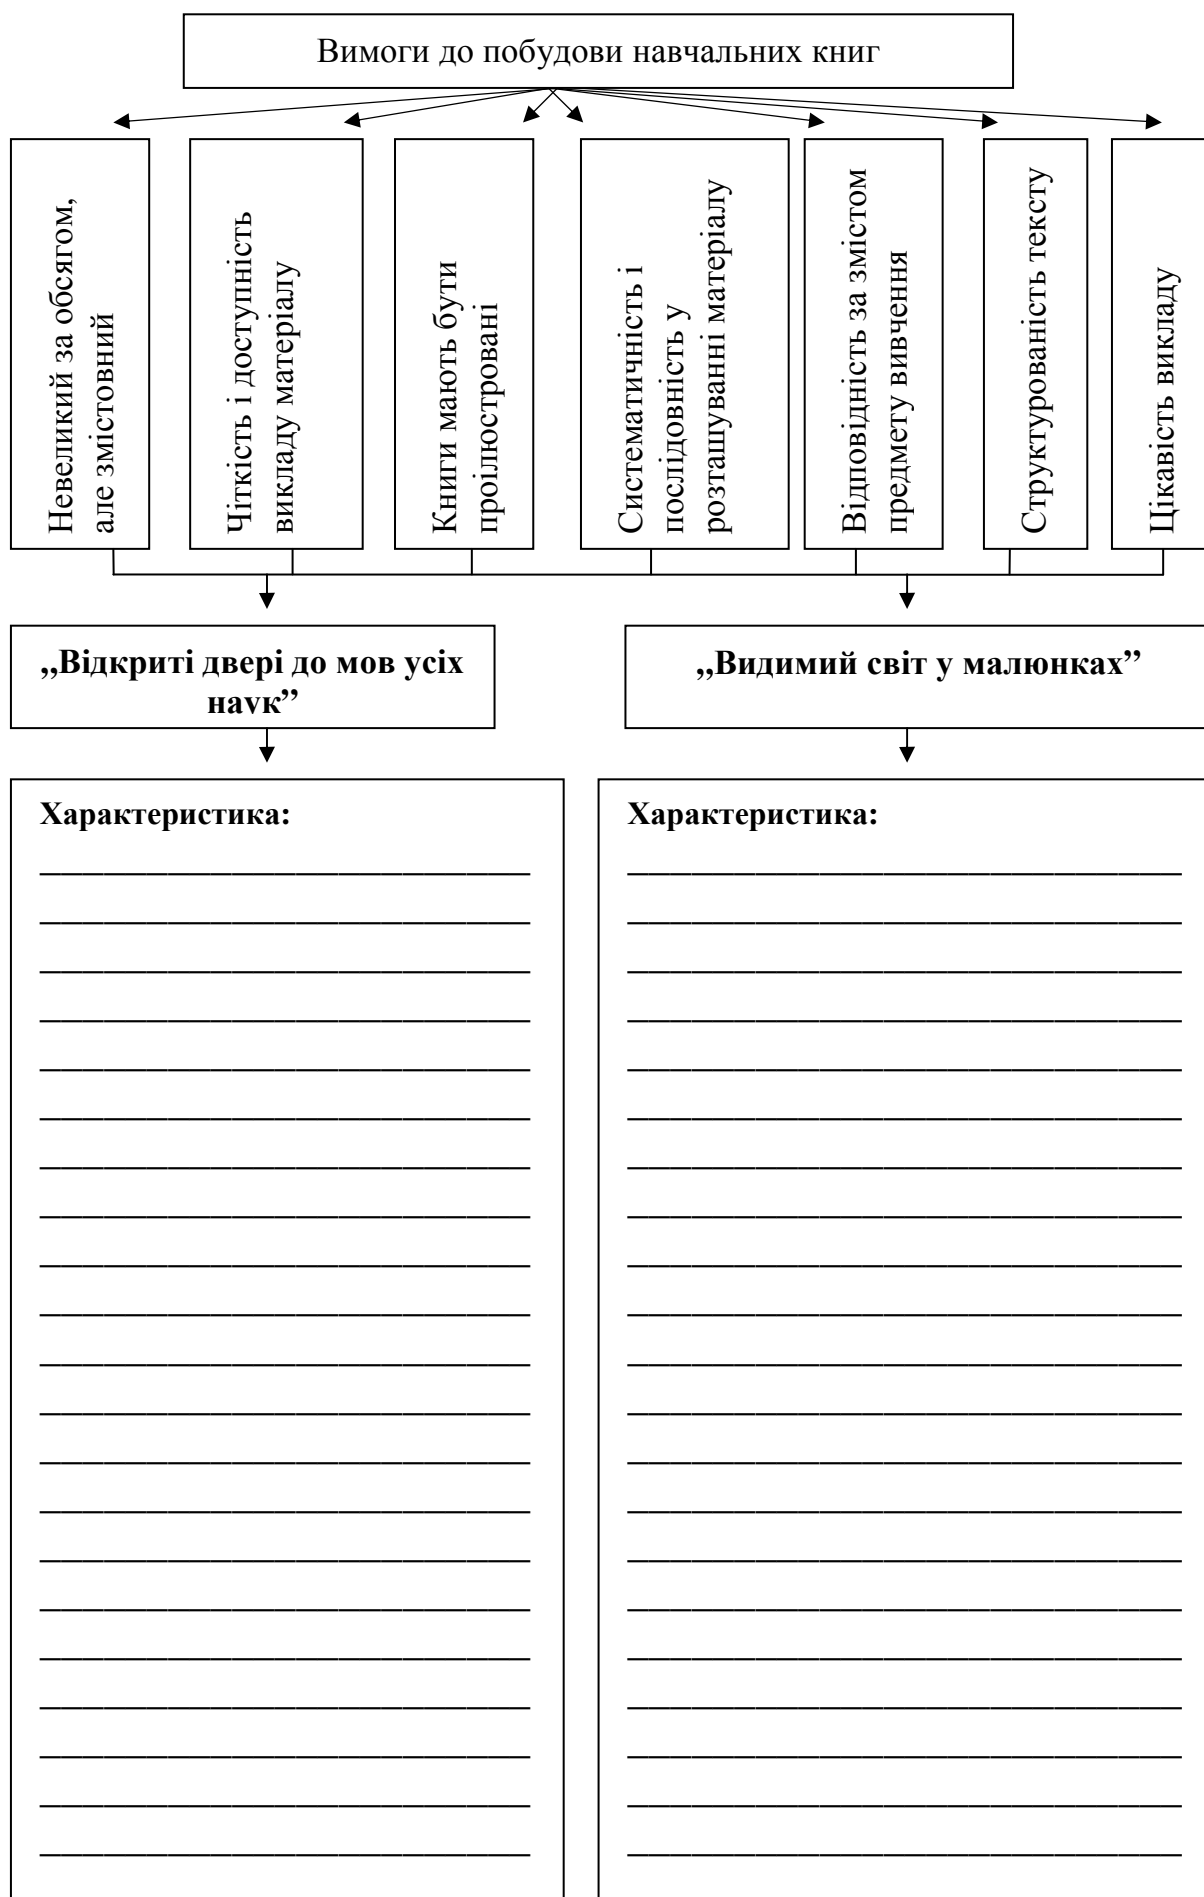 Вимоги до побудови навчальних книг
Невеликий за обсягом,
але змістовний
Чіткість і доступність
викладу матеріалу
Книги мають бути
проілюстровані
Систематичність і
послідовність у
розташуванні матеріалу
Відповідність за змістом
предмету вивчення
Структурованість тексту
Цікавість викладу
„Відкриті двері до мов усіх
наук”
„Видимий світ у малюнках”
Характеристика:
Характеристика: